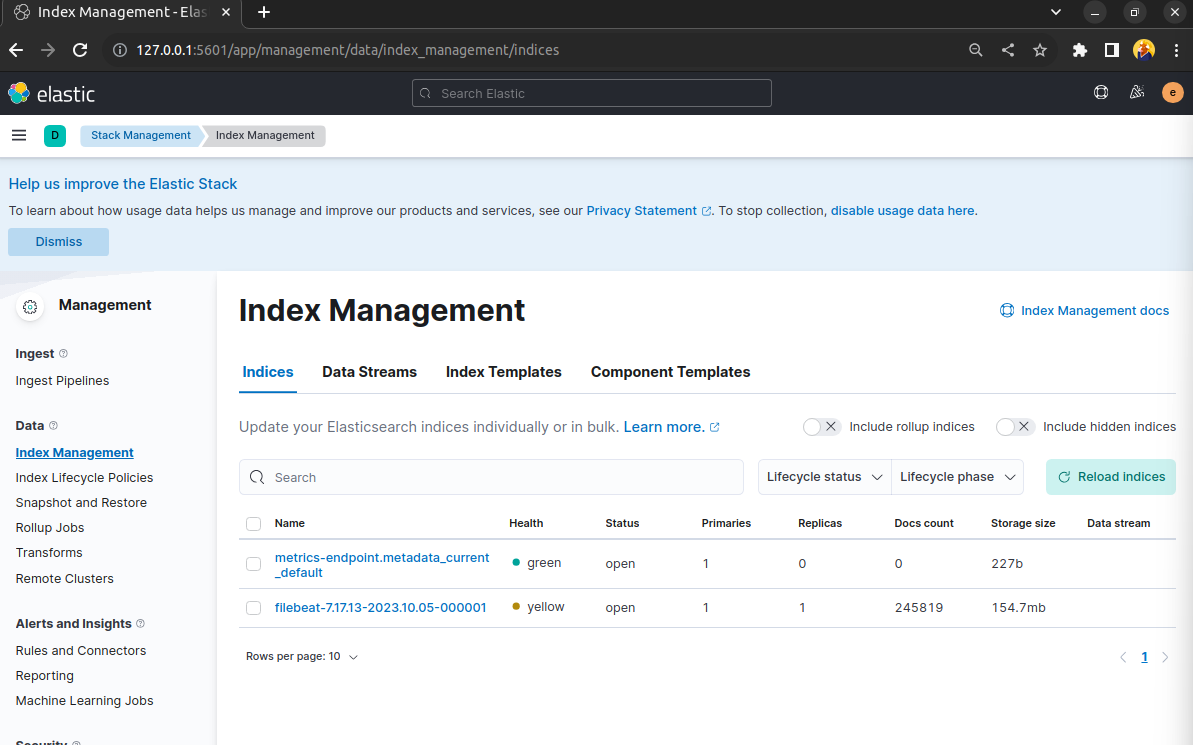 Index Management - Elas
127.0.0.1:5601/app/management/data/index_management/indices
elastic
Search Elastic
e
D
Stack Management
Index Management
Help us improve the Elastic Stack
To learn about how usage data helps us manage and improve our products and services, see our Privacy Statement. To stop collection, disable usage data here.
Dismiss
Management
Ingest
Ingest Pipelines
Data
Index Management
Index Lifecycle Policies
Snapshot and Restore
Rollup Jobs
Transforms
Remote Clusters
Alerts and Insights
Rules and Connectors
Reporting
Machine Learning Jobs
Security
Index Management
Index Management docs
Indices Data Streams Index Templates Component Templates
Update your Elasticsearch indices individually or in bulk. Learn more.
Include rollup indices
Include hidden indices
Search
Lifecycle status
Lifecycle phase
Reload indices
Name Health Status Primaries Replicas Docs count Storage size Data stream
metrics-endpoint.metadata_current
_default
green open 1 0 0 227b
filebeat-7.17.13-2023.10.05-000001 yellow open 1 1 245819 154.7mb
Rows per page: 10
1